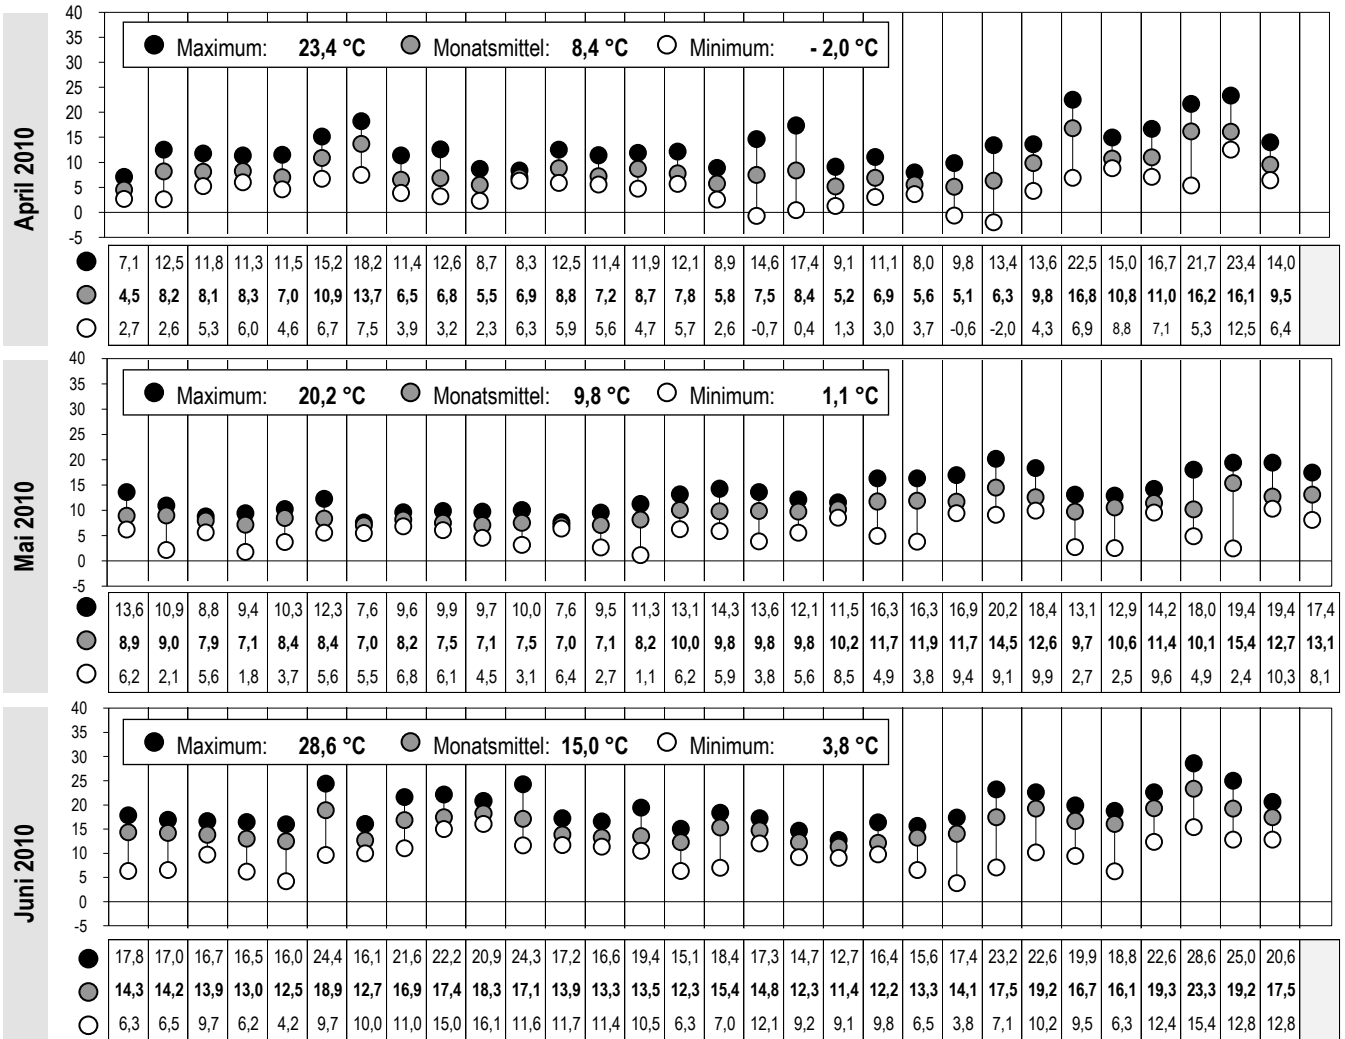 April 2010
40
35
30
25
20
15
10
5
0
-5
Maximum: 23,4 °C Monatsmittel: 8,4 °C Minimum: - 2,0 °C
7,1 12,5 11,8 11,3 11,5 15,2 18,2 11,4 12,6 8,7 8,3 12,5 11,4 11,9 12,1 8,9 14,6 17,4 9,1 11,1 8,0 9,8 13,4 13,6 22,5 15,0 16,7 21,7 23,4 14,0
4,5 8,2 8,1 8,3 7,0 10,9 13,7 6,5 6,8 5,5 6,9 8,8 7,2 8,7 7,8 5,8 7,5 8,4 5,2 6,9 5,6 5,1 6,3 9,8 16,8 10,8 11,0 16,2 16,1 9,5
2,7 2,6 5,3 6,0 4,6 6,7 7,5 3,9 3,2 2,3 6,3 5,9 5,6 4,7 5,7 2,6 -0,7 0,4 1,3 3,0 3,7 -0,6 -2,0 4,3 6,9 8,8 7,1 5,3 12,5 6,4
Mai 2010
40
35
30
25
20
15
10
5
0
-5
Maximum: 20,2 °C Monatsmittel: 9,8 °C Minimum: 1,1 °C
13,6 10,9 8,8 9,4 10,3 12,3 7,6 9,6 9,9 9,7 10,0 7,6 9,5 11,3 13,1 14,3 13,6 12,1 11,5 16,3 16,3 16,9 20,2 18,4 13,1 12,9 14,2 18,0 19,4 19,4 17,4
8,9 9,0 7,9 7,1 8,4 8,4 7,0 8,2 7,5 7,1 7,5 7,0 7,1 8,2 10,0 9,8 9,8 9,8 10,2 11,7 11,9 11,7 14,5 12,6 9,7 10,6 11,4 10,1 15,4 12,7 13,1
6,2 2,1 5,6 1,8 3,7 5,6 5,5 6,8 6,1 4,5 3,1 6,4 2,7 1,1 6,2 5,9 3,8 5,6 8,5 4,9 3,8 9,4 9,1 9,9 2,7 2,5 9,6 4,9 2,4 10,3 8,1
Juni 2010
40
35
30
25
20
15
10
5
0
-5
Maximum: 28,6 °C Monatsmittel: 15,0 °C Minimum: 3,8 °C
17,8 17,0 16,7 16,5 16,0 24,4 16,1 21,6 22,2 20,9 24,3 17,2 16,6 19,4 15,1 18,4 17,3 14,7 12,7 16,4 15,6 17,4 23,2 22,6 19,9 18,8 22,6 28,6 25,0 20,6
14,3 14,2 13,9 13,0 12,5 18,9 12,7 16,9 17,4 18,3 17,1 13,9 13,3 13,5 12,3 15,4 14,8 12,3 11,4 12,2 13,3 14,1 17,5 19,2 16,7 16,1 19,3 23,3 19,2 17,5
6,3 6,5 9,7 6,2 4,2 9,7 10,0 11,0 15,0 16,1 11,6 11,7 11,4 10,5 6,3 7,0 12,1 9,2 9,1 9,8 6,5 3,8 7,1 10,2 9,5 6,3 12,4 15,4 12,8 12,8